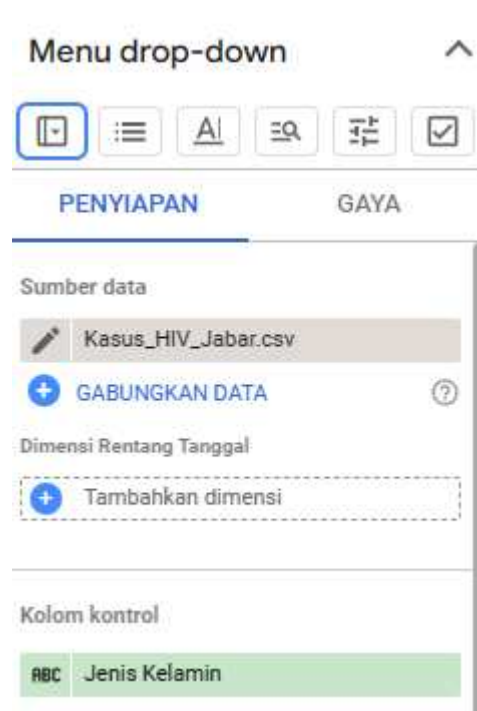 Menu drop-down
A
PENYIAPAN GAYA
Sumber data
Kasus_HIV_Jabar.csv
GABUNGKAN DATA
Dimensi Rentang Tanggal
Tambahkan dimensi
Kolom kontrol
ABC Jenis Kelamin